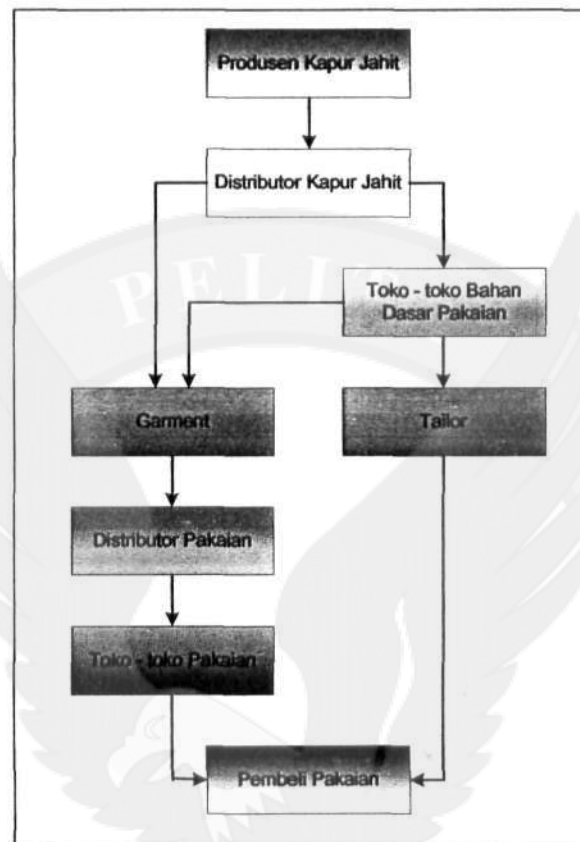 Produsen Kapur Jahit
Distributor Kapur Jahit
Toko - toko Bahan
Dasar Pakaian
Garment
Tailor
Distributor Pakaian
Toko - toko Pakaian
Pembeli Pakaian